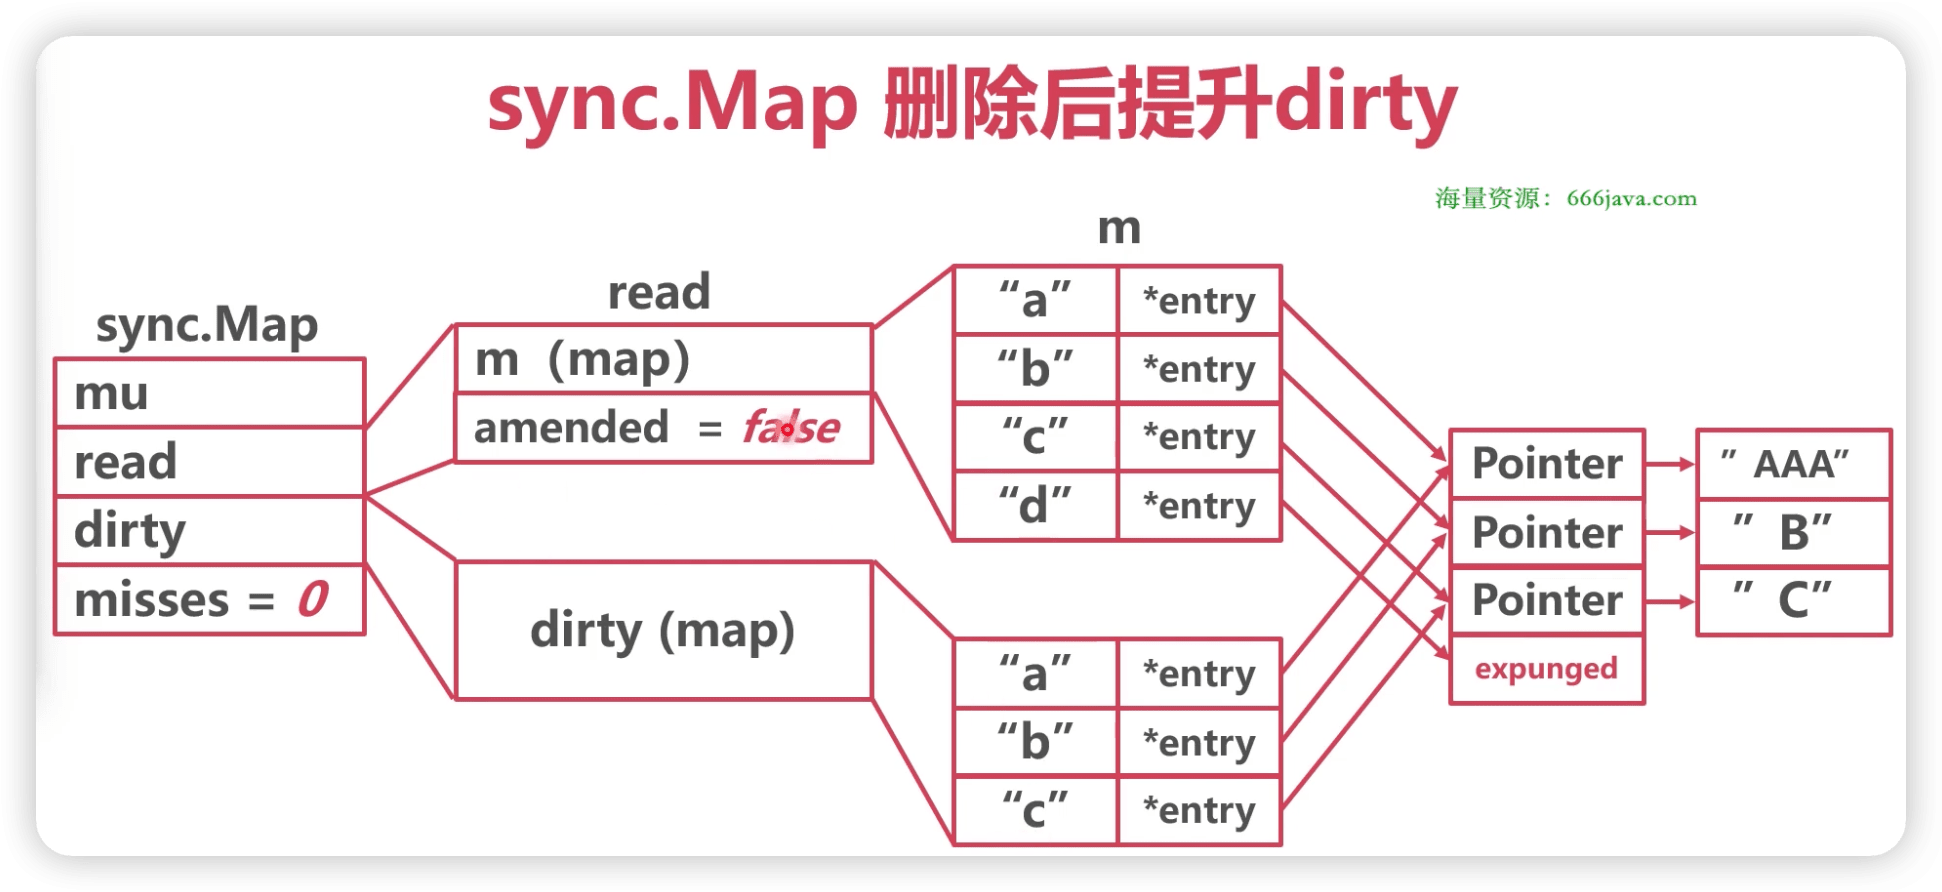 sync.Map 删除后提升dirty
海量资源：666java.com
sync.Map
mu
read
dirty
misses = 0
read
m (map)
amended = false
dirty (map)
m
“a” *entry
“b” *entry
“c” *entry
“d” *entry
“a” *entry
“b” *entry
“c” *entry
Pointer ” AAA”
Pointer ” B”
Pointer ” C”
expunged